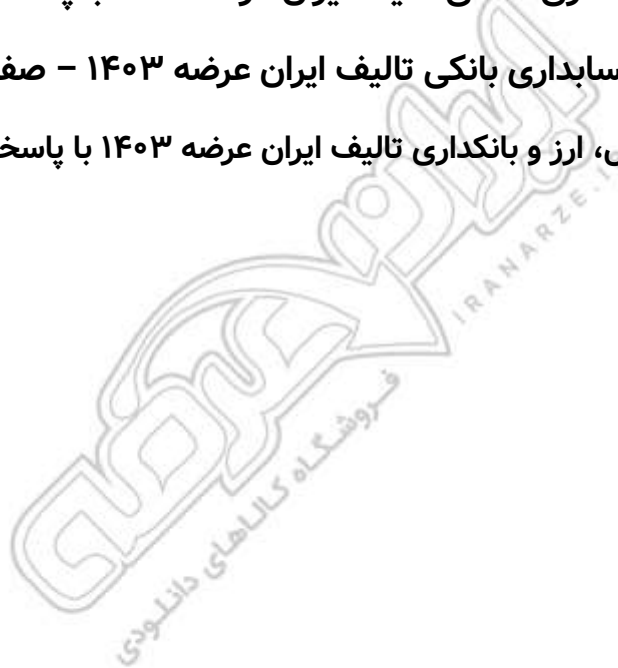 سابداری بانکی تالیف ایران عرضه ۱۴۰۳ – صف
ارز و بانکداری تالیف ایران عرضه ۱۴۰۳ با پاسخ
ایران عرضه
IRANARZE.I
فروشگاه کالاهای دانلودی